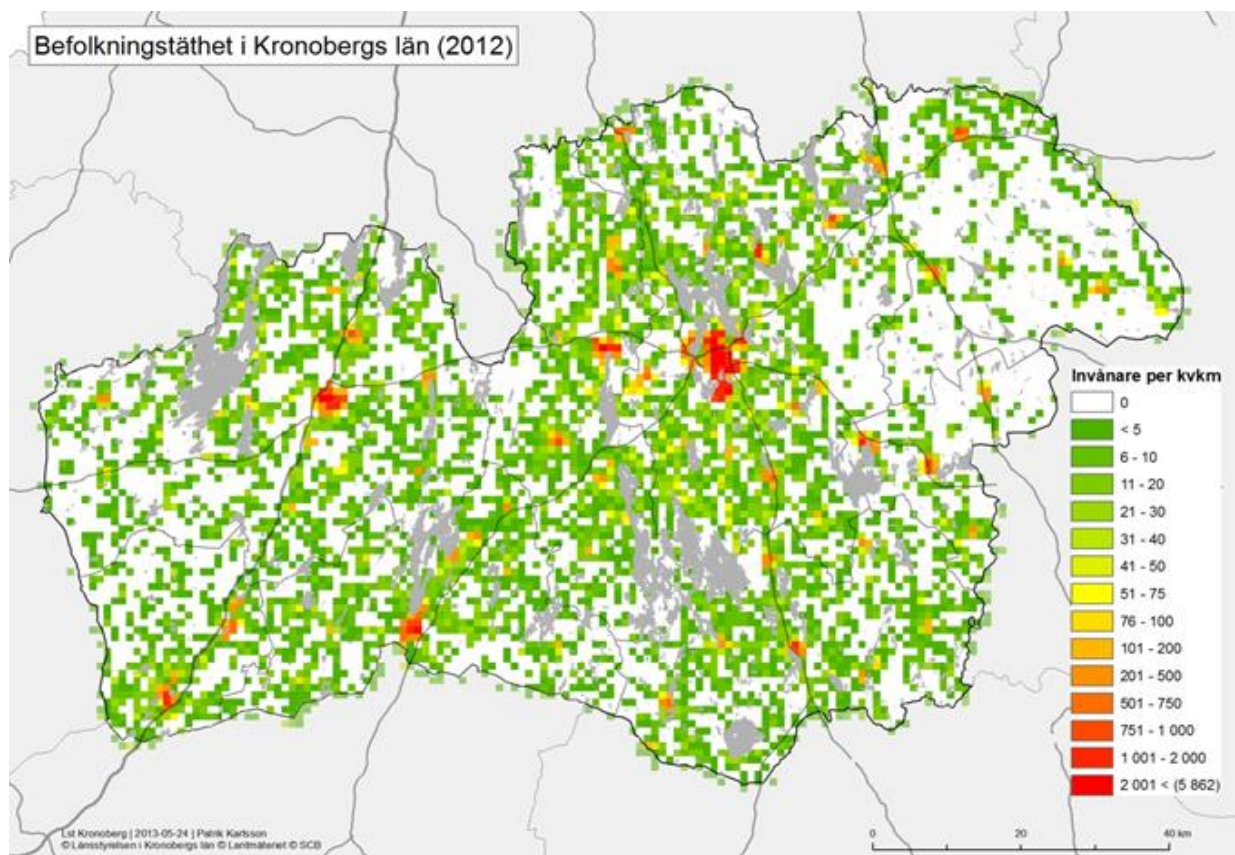 Befolkningstäthet i Kronobergs län (2012)
Invånare per kvkm
0
< 5
6 - 10
11 - 20
21 - 30
31 - 40
41 - 50
51 - 75
76 - 100
101 - 200
201 - 500
501 - 750
751 - 1 000
1 001 - 2 000
2 001 < (5 862)
Lst Kronoberg | 2013-05-24 | Patrik Karlsson
© Länsstyrelsen i Kronobergs län © Lantmäteriet © SCB
0 20 40 km